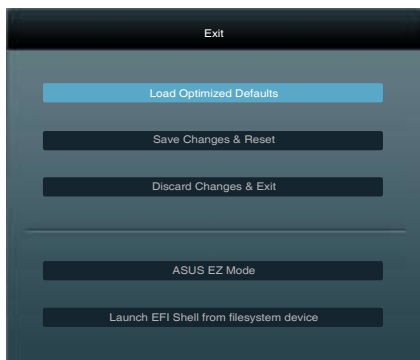 Exit
Load Optimized Defaults
Save Changes & Reset
Discard Changes & Exit
ASUS EZ Mode
Launch EFI Shell from filesystem device